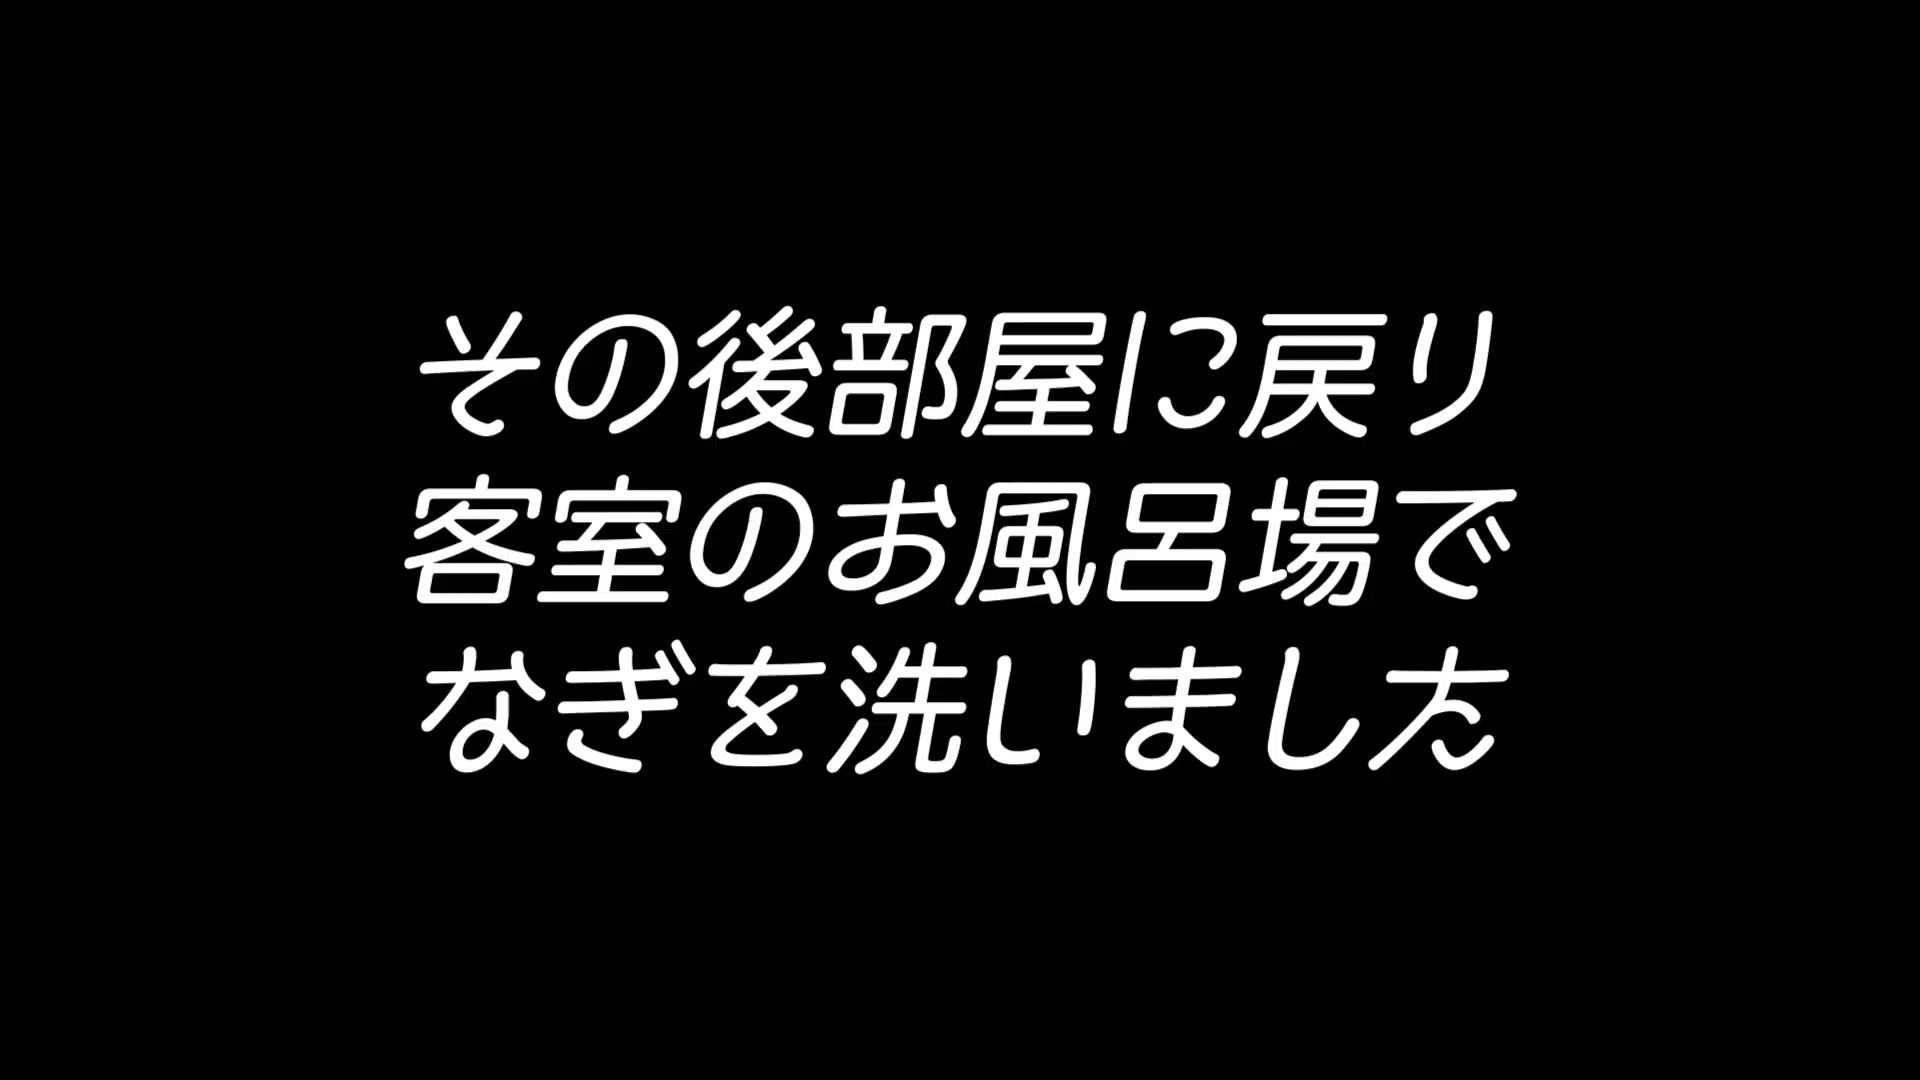 その後部屋に戻り
客室のお風呂場で
なぎを洗いました